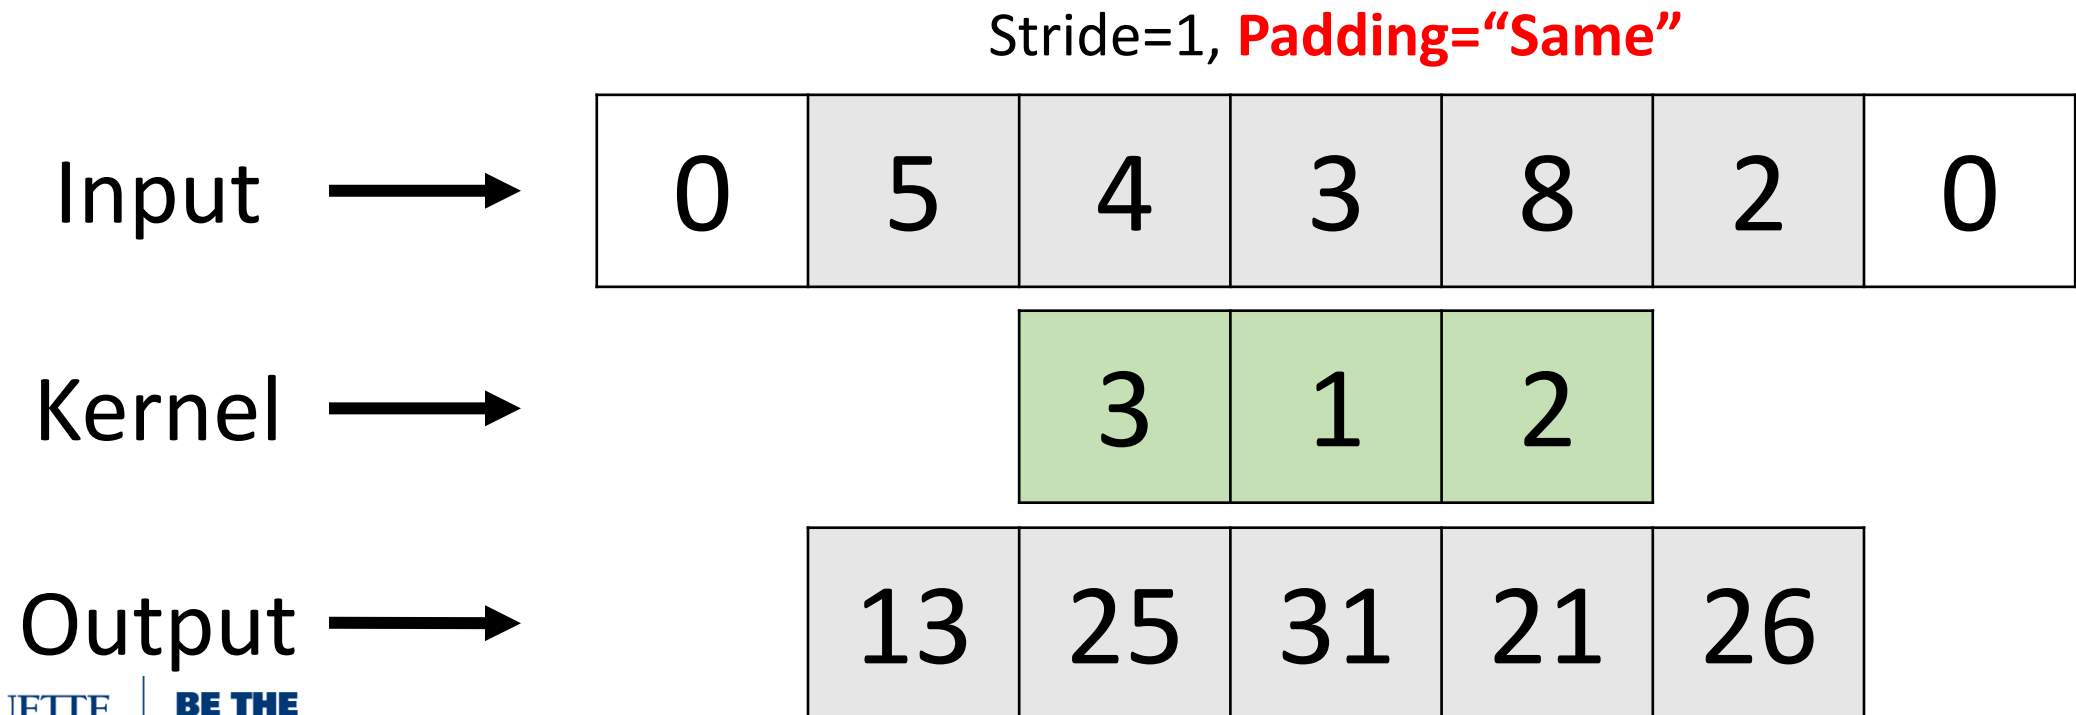 Stride=1, Padding=“Same”
Input 0 5 4 3 8 2 0
Kernel 3 1 2
Output 13 25 31 21 26
BE THE